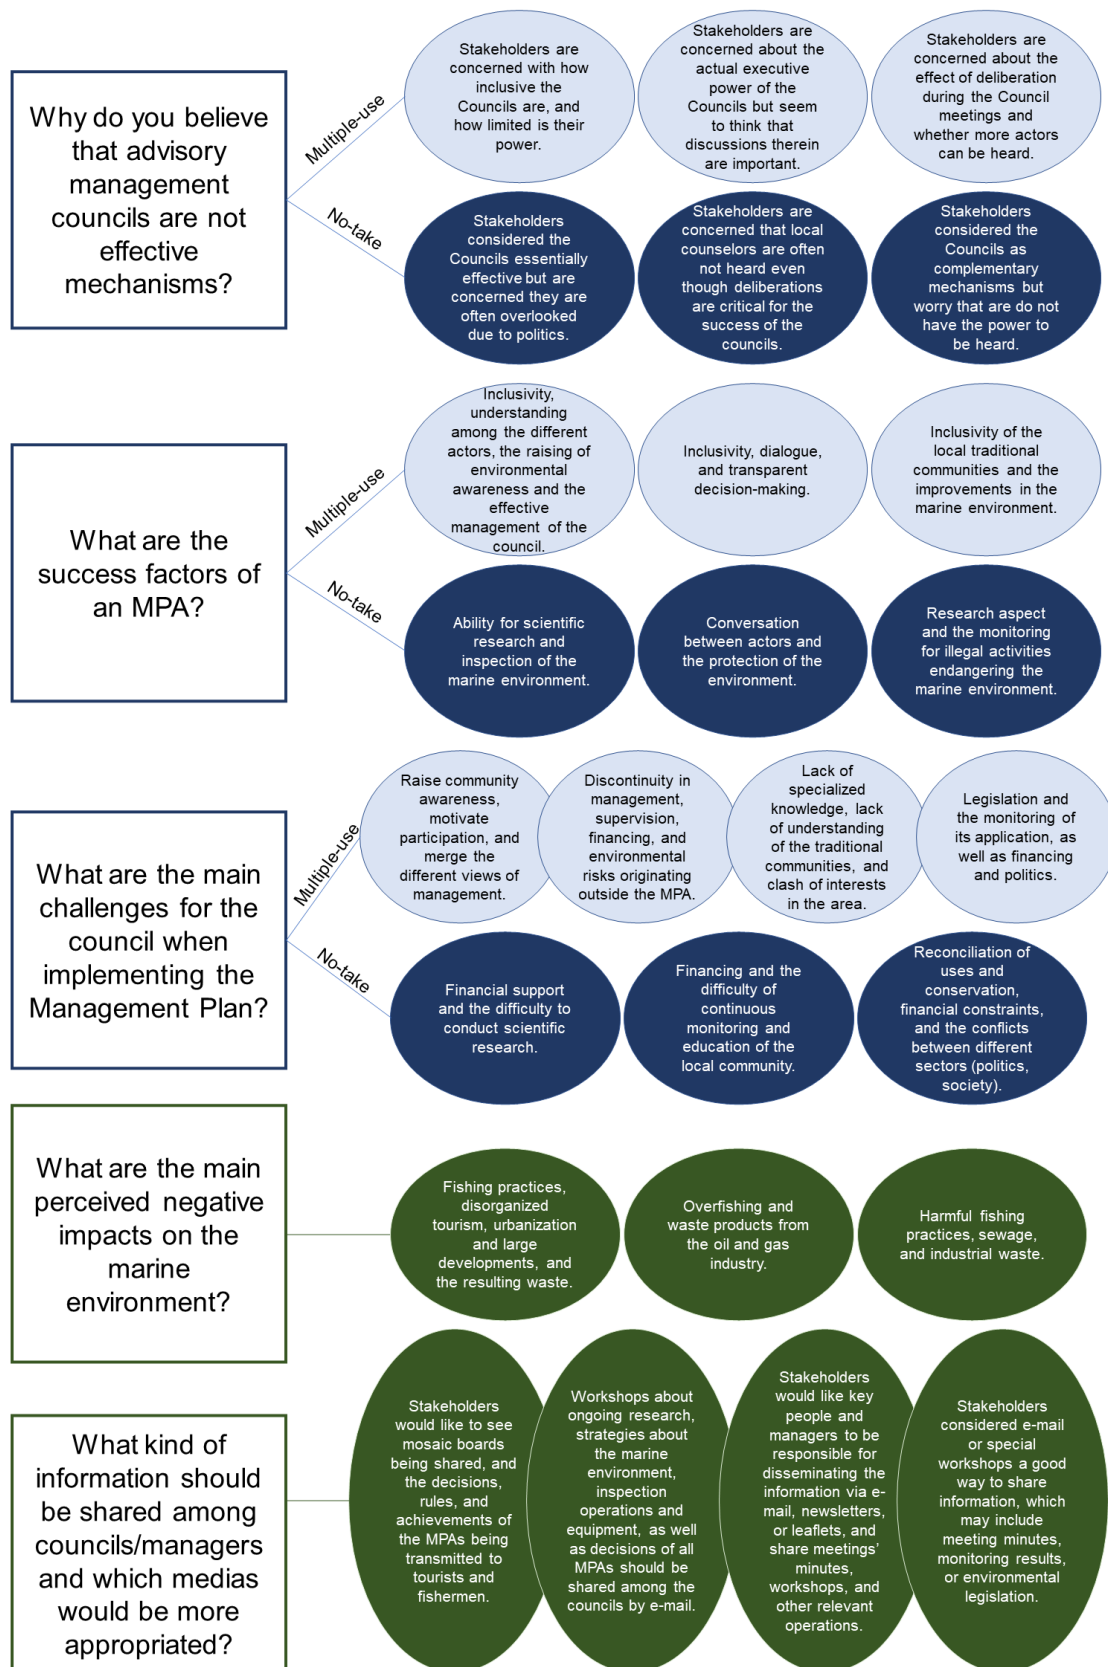 Why do you believe
that advisory
management
councils are not
effective
mechanisms?
Multiple-use
No-take
Stakeholders are
concerned with how
inclusive the
Councils are, and
how limited is their
power.
Stakeholders are
concerned about the
actual executive
power of the
Councils but seem
to think that
discussions therein
are important.
Stakeholders are
concerned about the
effect of deliberation
during the Council
meetings and
whether more actors
can be heard.
Stakeholders
considered the
Councils essentially
effective but are
concerned they are
often overlooked
due to politics.
Stakeholders are
concerned that local
counselors are often
not heard even
though deliberations
are critical for the
success of the
councils.
Stakeholders
considered the
Councils as
complementary
mechanisms but
worry that are do not
have the power to
be heard.
What are the
success factors of
an MPA?
Multiple-use
No-take
Inclusivity,
understanding
among the different
actors, the raising of
environmental
awareness and the
effective
management of the
council.
Inclusivity, dialogue,
and transparent
decision-making.
Inclusivity of the
local traditional
communities and the
improvements in the
marine environment.
Ability for scientific
research and
inspection of the
marine environment.
Conversation
between actors and
the protection of the
environment.
Research aspect
and the monitoring
for illegal activities
endangering the
marine environment.
What are the main
challenges for the
council when
implementing the
Management Plan?
Multiple-use
No-take
Raise community
awareness,
motivate
participation, and
merge the
different views of
management.
Discontinuity in
management,
supervision,
financing, and
environmental
risks originating
outside the MPA.
Lack of
specialized
knowledge, lack
of understanding
of the traditional
communities, and
clash of interests
in the area.
Legislation and
the monitoring of
its application, as
well as financing
and politics.
Financial support
and the difficulty to
conduct scientific
research.
Financing and the
difficulty of
continuous
monitoring and
education of the
local community.
Reconciliation of
uses and
conservation,
financial constraints,
and the conflicts
between different
sectors (politics,
society).
What are the main
perceived negative
impacts on the
marine
environment?
Fishing practices,
disorganized
tourism, urbanization
and large
developments, and
the resulting waste.
Overfishing and
waste products from
the oil and gas
industry.
Harmful fishing
practices, sewage,
and industrial waste.
What kind of
information should
be shared among
councils/managers
and which medias
would be more
appropriated?
Stakeholders
would like to see
mosaic boards
being shared, and
the decisions,
rules, and
achievements of
the MPAs being
transmitted to
tourists and
fishermen.
Workshops about
ongoing research,
strategies about
the marine
environment,
inspection
operations and
equipment, as well
as decisions of all
MPAs should be
shared among the
councils by e-mail.
Stakeholders
would like key
people and
managers to be
responsible for
disseminating the
information via e-
mail, newsletters,
or leaflets, and
share meetings'
minutes,
workshops, and
other relevant
operations.
Stakeholders
considered e-mail
or special
workshops a good
way to share
information, which
may include
meeting minutes,
monitoring results,
or environmental
legislation.